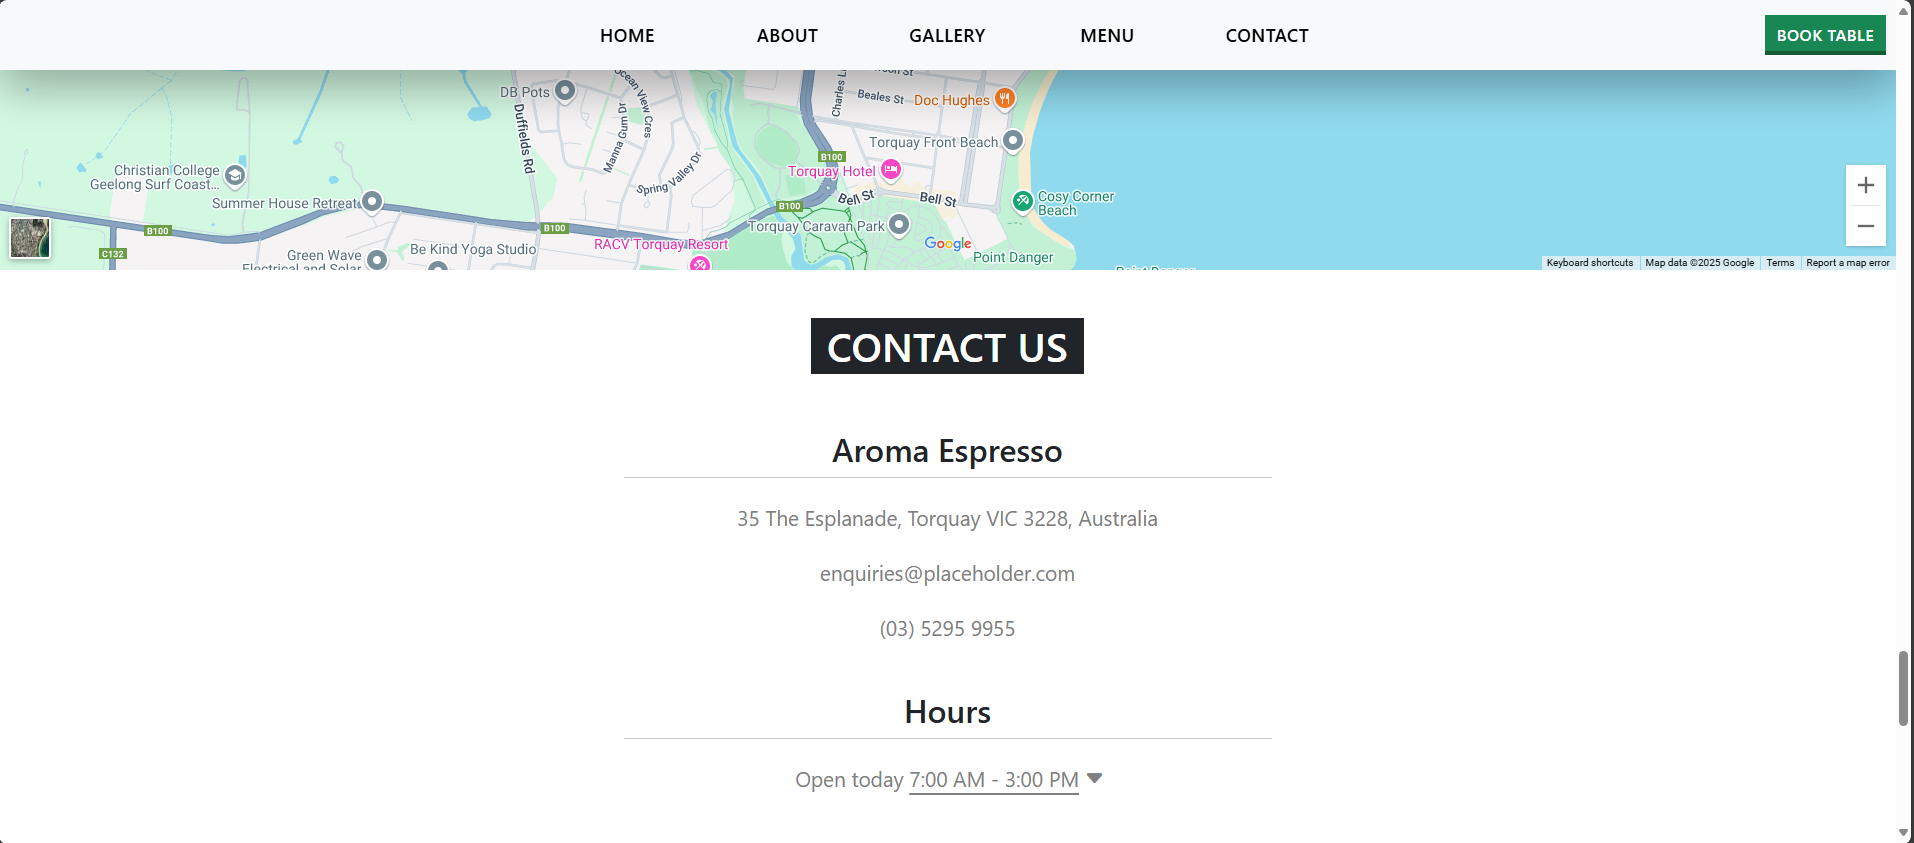 HOME ABOUT GALLERY MENU CONTACT BOOK TABLE
DB Pots
Duffields Rd
Manna Gum Dr
Ocean View Cres
Spring Valley Dr
Beales St
Doc Hughes
Torquay Front Beach
B100
Torquay Hotel
Bell St
Bell St
Cosy Corner
Beach
Christian College
Geelong Surf Coast...
Summer House Retreat
B100
B100
B100
C132
Torquay Caravan Park
Be Kind Yoga Studio
RACV Torquay Resort
Green Wave
Electrical and Solar
Google
Point Danger
Keyboard shortcuts Map data ©2025 Google Terms Report a map error
CONTACT US
Aroma Espresso
35 The Esplanade, Torquay VIC 3228, Australia
enquiries@placeholder.com
(03) 5295 9955
Hours
Open today 7:00 AM - 3:00 PM